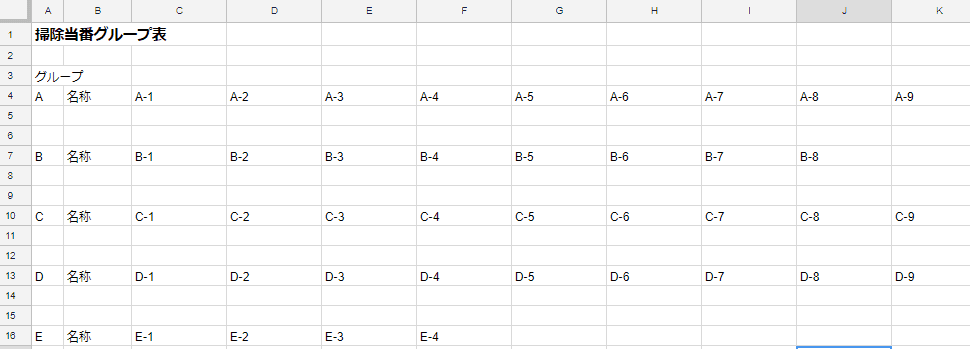 A B C D E F G H I J K
1 掃除当番グループ表
2
3 グループ
4 A 名称 A-1 A-2 A-3 A-4 A-5 A-6 A-7 A-8 A-9
5
6
7 B 名称 B-1 B-2 B-3 B-4 B-5 B-6 B-7 B-8
8
9
10 C 名称 C-1 C-2 C-3 C-4 C-5 C-6 C-7 C-8 C-9
11
12
13 D 名称 D-1 D-2 D-3 D-4 D-5 D-6 D-7 D-8 D-9
14
15
16 E 名称 E-1 E-2 E-3 E-4